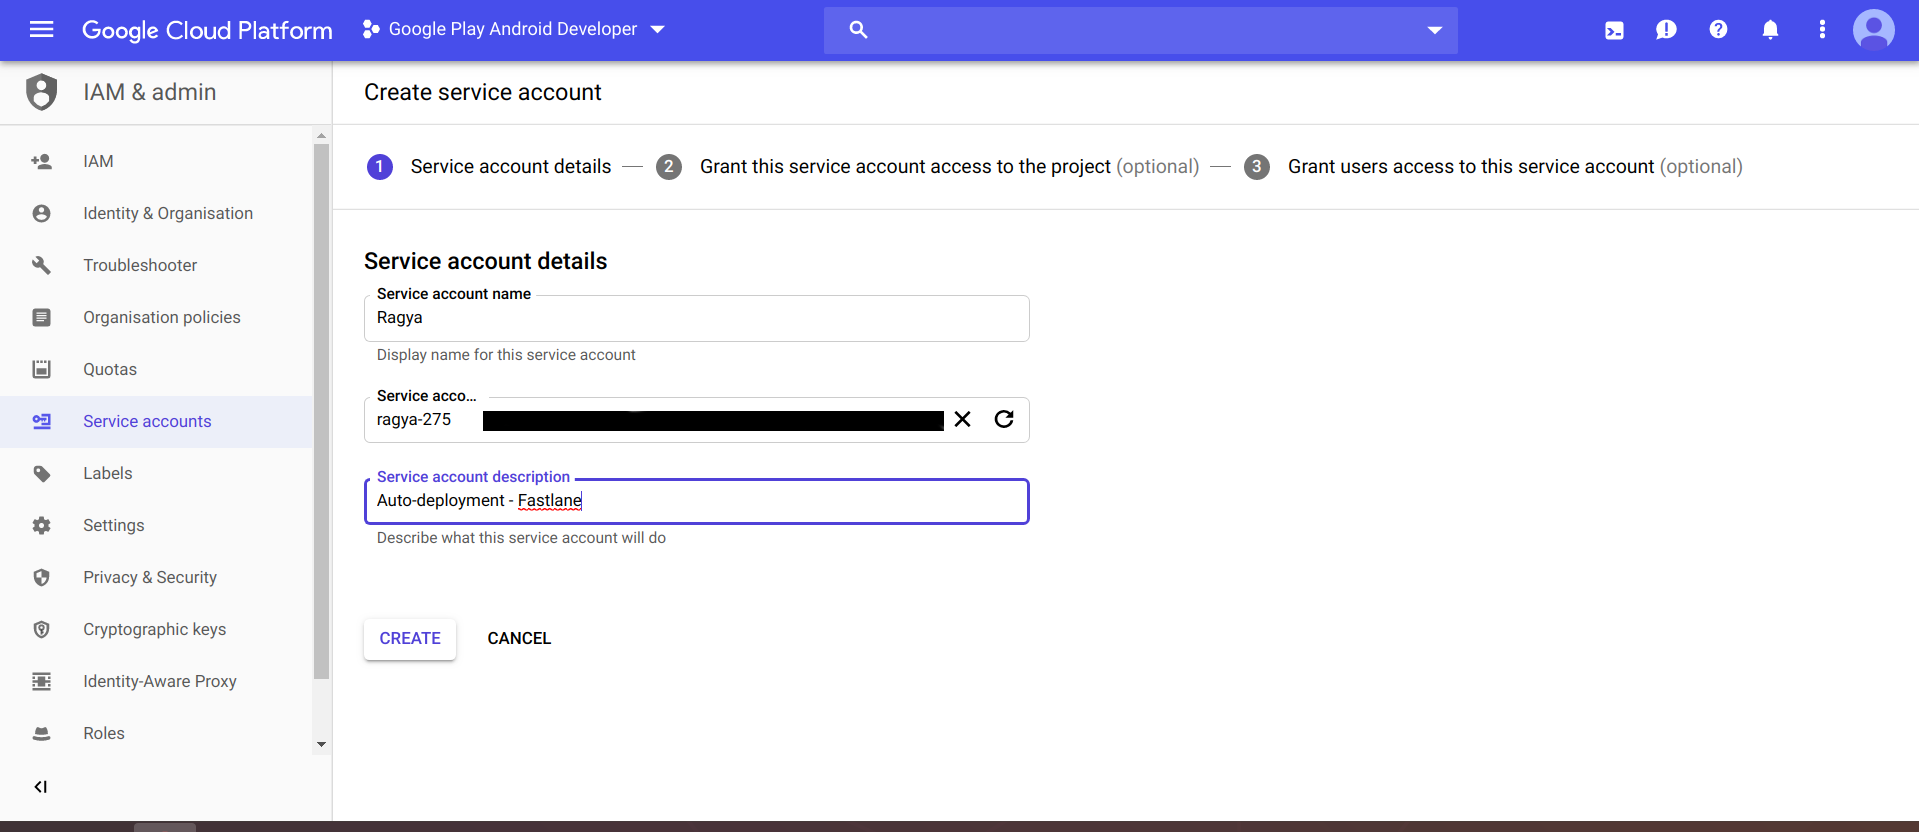 Google Cloud Platform
Google Play Android Developer
IAM & admin
Create service account
1 Service account details — 2 Grant this service account access to the project (optional) — 3 Grant users access to this service account (optional)
IAM
Identity & Organisation
Troubleshooter
Organisation policies
Quotas
Service accounts
Labels
Settings
Privacy & Security
Cryptographic keys
Identity-Aware Proxy
Roles
Service account details
Service account name
Ragya
Display name for this service account
Service acco...
ragya-275
Service account description
Auto-deployment - Fastlane
Describe what this service account will do
CREATE CANCEL